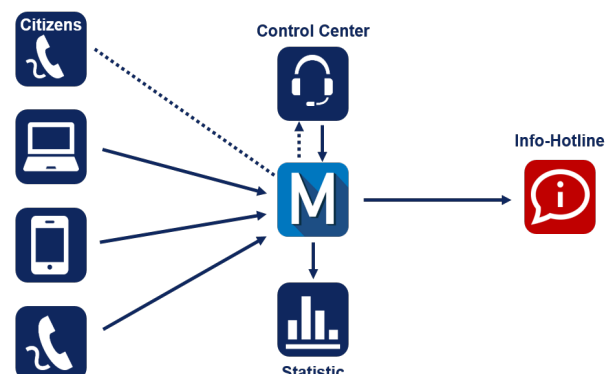 Citizens
Control Center
Info-Hotline
M
i
Statistic